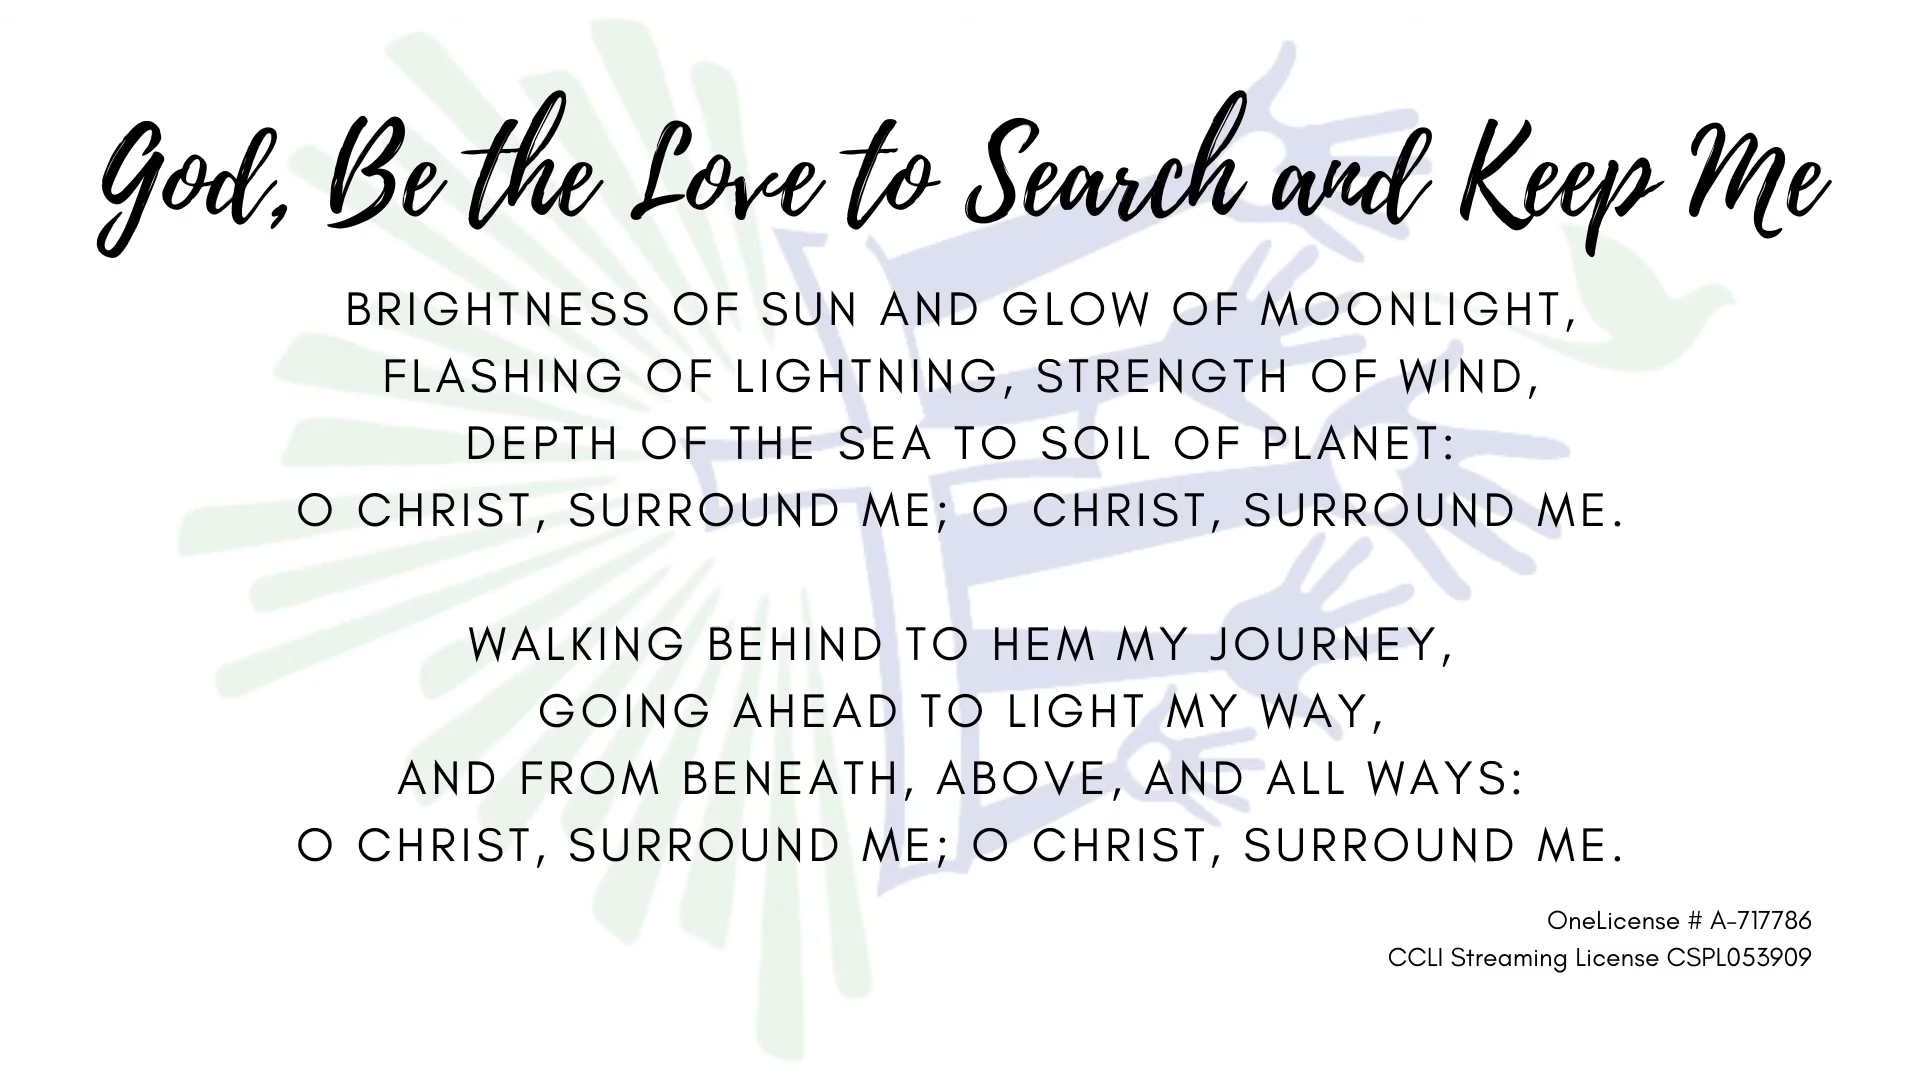 God, Be the Love to Search and Keep Me
BRIGHTNESS OF SUN AND GLOW OF MOONLIGHT,
FLASHING OF LIGHTNING, STRENGTH OF WIND,
DEPTH OF THE SEA TO SOIL OF PLANET:
O CHRIST, SURROUND ME; O CHRIST, SURROUND ME.
WALKING BEHIND TO HEM MY JOURNEY,
GOING AHEAD TO LIGHT MY WAY,
AND FROM BENEATH, ABOVE, AND ALL WAYS:
O CHRIST, SURROUND ME; O CHRIST, SURROUND ME.
OneLicense # A-717786
CCLI Streaming License CSPL053909